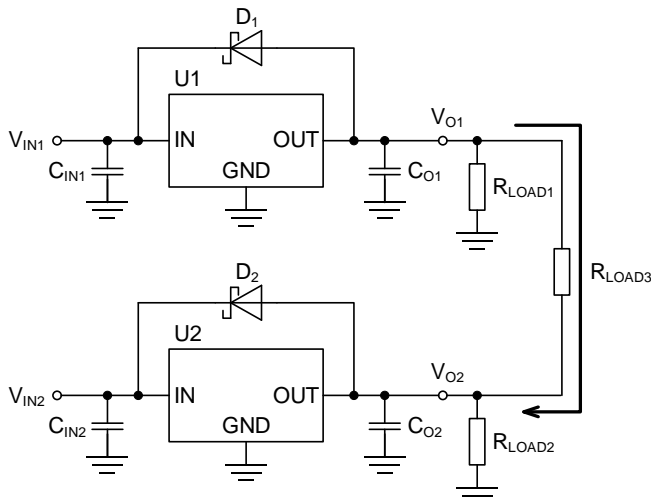 D1
U1
VIN1
IN
OUT
VO1
CIN1
GND
CO1
RLOAD1
RLOAD3
D2
U2
VIN2
IN
OUT
VO2
CIN2
GND
CO2
RLOAD2